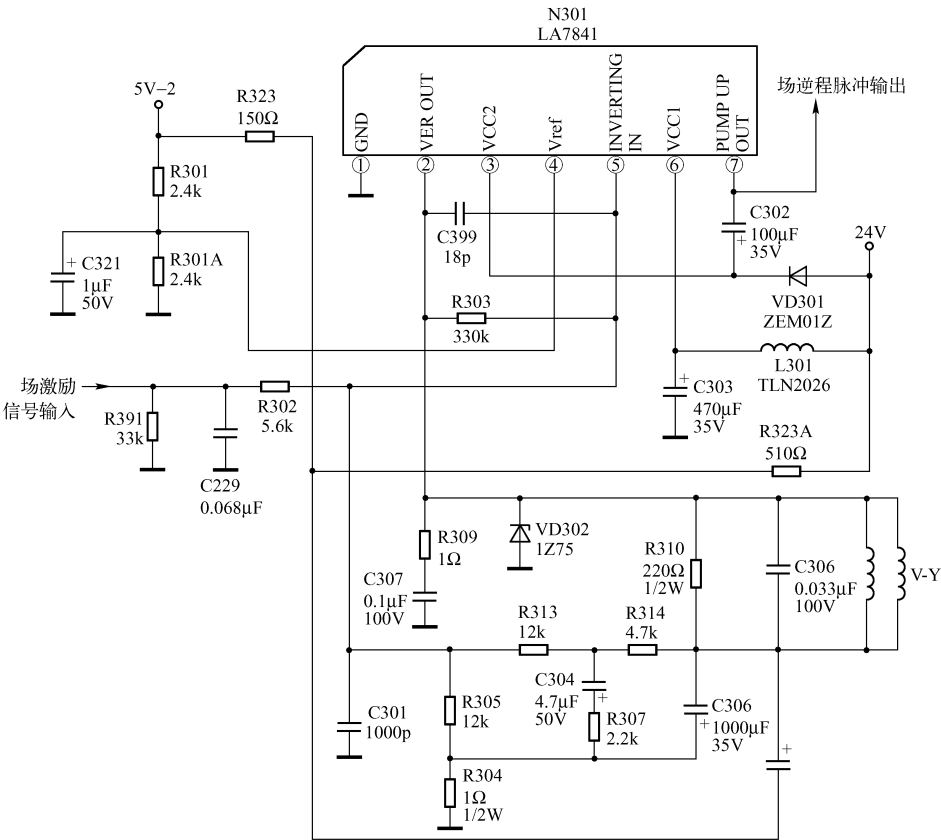 N301
LA7841
GND
VER OUT
VCC2
Vref
INVERTING
IN
VCC1
PUMP UP
OUT
①
②
③
④
⑤
⑥
⑦
场逆程脉冲输出
5V-2
R323
150Ω
R301
2.4k
+
C321
1μF
50V
R301A
2.4k
C399
18p
C302
+
100μF
35V
24V
VD301
ZEM01Z
R303
330k
L301
TLN2026
+
C303
470μF
35V
场激励
信号输入
R391
33k
R302
5.6k
C229
0.068μF
R323A
510Ω
R309
1Ω
VD302
1Z75
C307
0.1μF
100V
R310
220Ω
1/2W
C306
0.033μF
100V
V-Y
R313
12k
R314
4.7k
C304
4.7μF
50V
+
R307
2.2k
C306
+
1000μF
35V
C301
1000p
R305
12k
+
R304
1Ω
1/2W